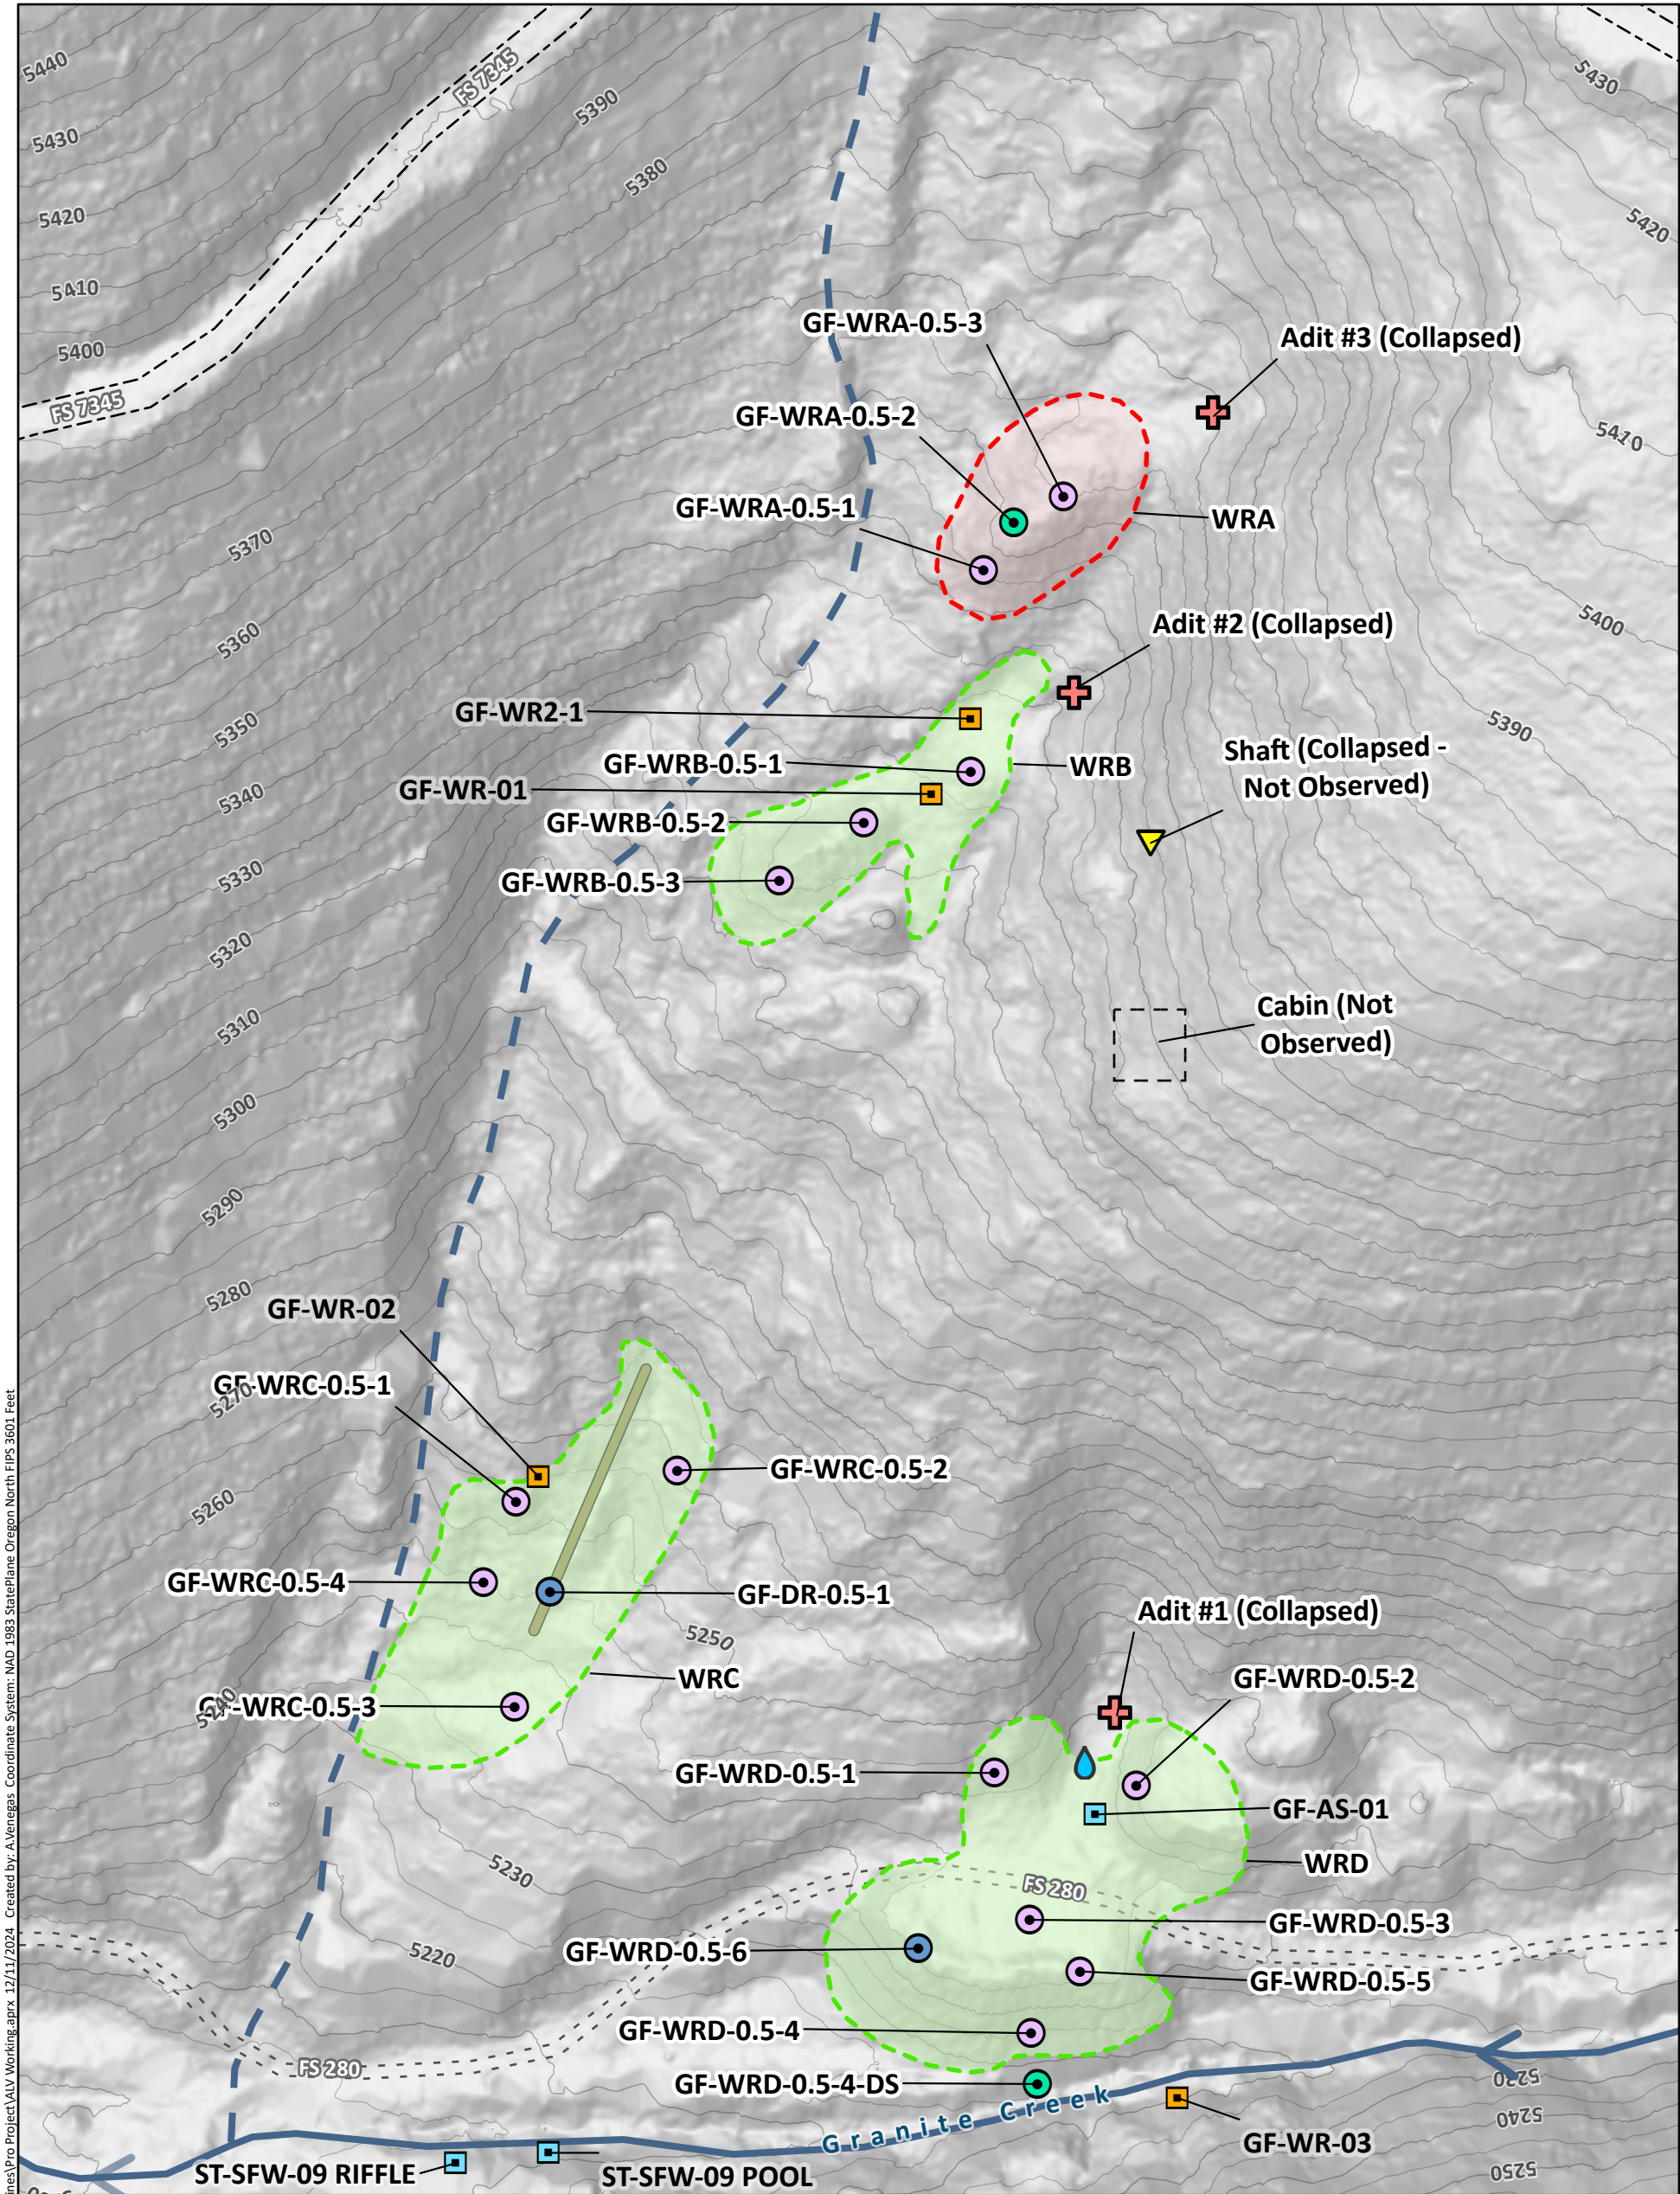 5440
FS 7345
5430
5430
5390
5380
5420
5420
5410
GF-WRA-0.5-3
Adit #3 (Collapsed)
5400
FS 7345
GF-WRA-0.5-2
5410
GF-WRA-0.5-1
WRA
5370
5360
Adit #2 (Collapsed)
5400
GF-WR2-1
5350
5390
Shaft (Collapsed -
Not Observed)
GF-WRB-0.5-1
WRB
GF-WR-01
5340
GF-WRB-0.5-2
5330
GF-WRB-0.5-3
5320
Cabin (Not
Observed)
5310
5300
5290
5280
GF-WR-02
GF-WRC-0.5-1
5270
GF-WRC-0.5-2
5260
GF-WRC-0.5-4
GF-DR-0.5-1
Adit #1 (Collapsed)
5250
WRC
GF-WRD-0.5-2
GF-WRC-0.5-3
5240
GF-WRD-0.5-1
GF-AS-01
WRD
5230
FS 280
GF-WRD-0.5-3
GF-WRD-0.5-6
5220
GF-WRD-0.5-5
GF-WRD-0.5-4
FS 280
5230
GF-WRD-0.5-4-DS
Granite Creek
5240
GF-WR-03
5250
ST-SFW-09 RIFFLE
ST-SFW-09 POOL
ines\Pro Project\ALV Working.aprx 12/11/2024 Created by: A.Venegas Coordinate System: NAD 1983 StatePlane Oregon North FIPS 3601 Feet